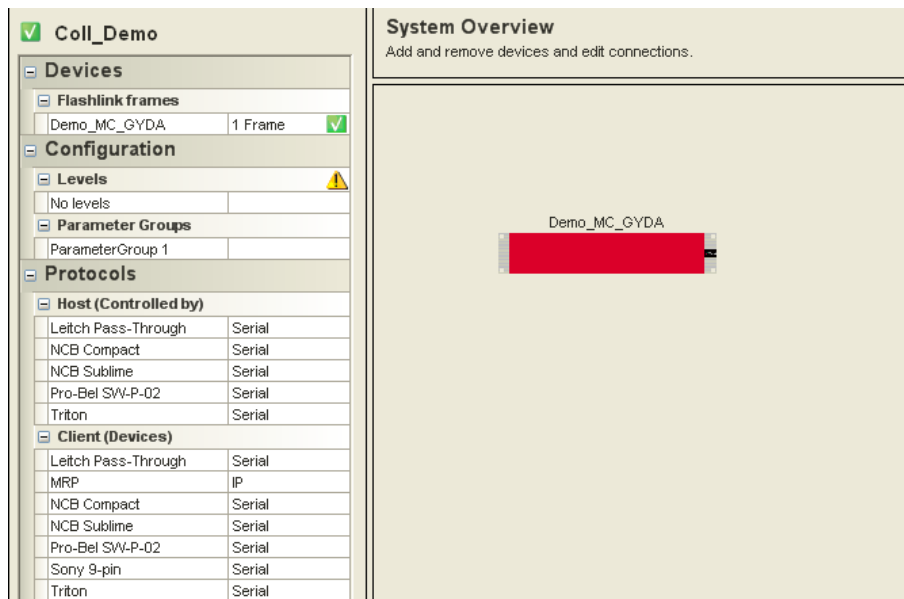 Coll_Demo
Devices
Flashlink frames
Demo_MC_GYDA 1 Frame
Configuration
Levels
No levels
Parameter Groups
ParameterGroup 1
Protocols
Host (Controlled by)
Leitch Pass-Through Serial
NCB Compact Serial
NCB Sublime Serial
Pro-Bel SW-P-02 Serial
Triton Serial
Client (Devices)
Leitch Pass-Through Serial
MRP IP
NCB Compact Serial
NCB Sublime Serial
Pro-Bel SW-P-02 Serial
Sony 9-pin Serial
Triton Serial
System Overview
Add and remove devices and edit connections.
Demo_MC_GYDA